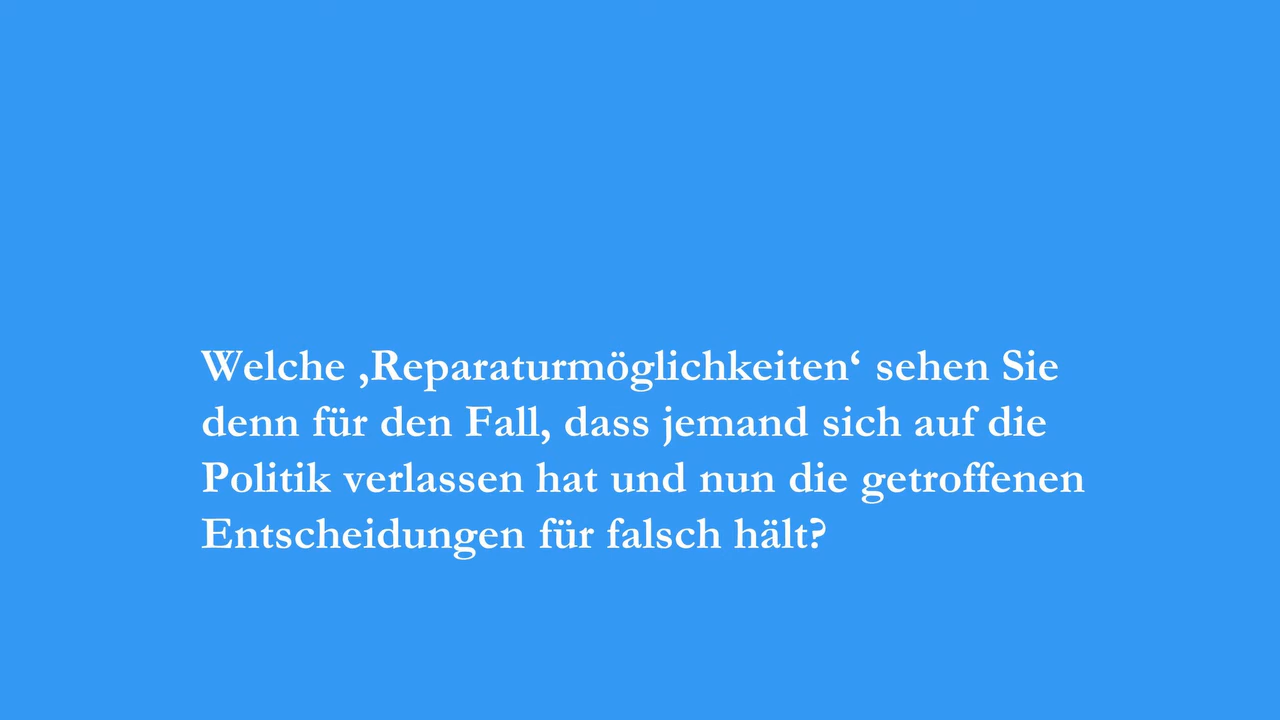 Welche ‚Reparaturmöglichkeiten‘ sehen Sie
denn für den Fall, dass jemand sich auf die
Politik verlassen hat und nun die getroffenen
Entscheidungen für falsch hält?